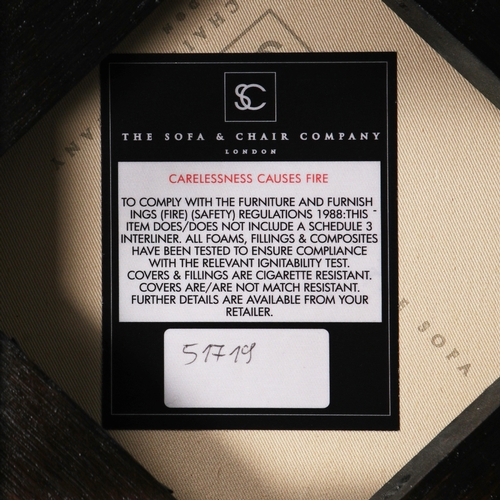 SC
THE SOFA & CHAIR COMPANY
LONDON
CARELESSNESS CAUSES FIRE
TO COMPLY WITH THE FURNITURE AND FURNISH
INGS (FIRE) (SAFETY) REGULATIONS 1988:THIS -
ITEM DOES/DOES NOT INCLUDE A SCHEDULE 3
INTERLINER. ALL FOAMS, FILLINGS & COMPOSITES
HAVE BEEN TESTED TO ENSURE COMPLIANCE
WITH THE RELEVANT IGNITABILITY TEST.
COVERS & FILLINGS ARE CIGARETTE RESISTANT.
COVERS ARE/ARE NOT MATCH RESISTANT.
FURTHER DETAILS ARE AVAILABLE FROM YOUR
RETAILER.
51719
SOFA